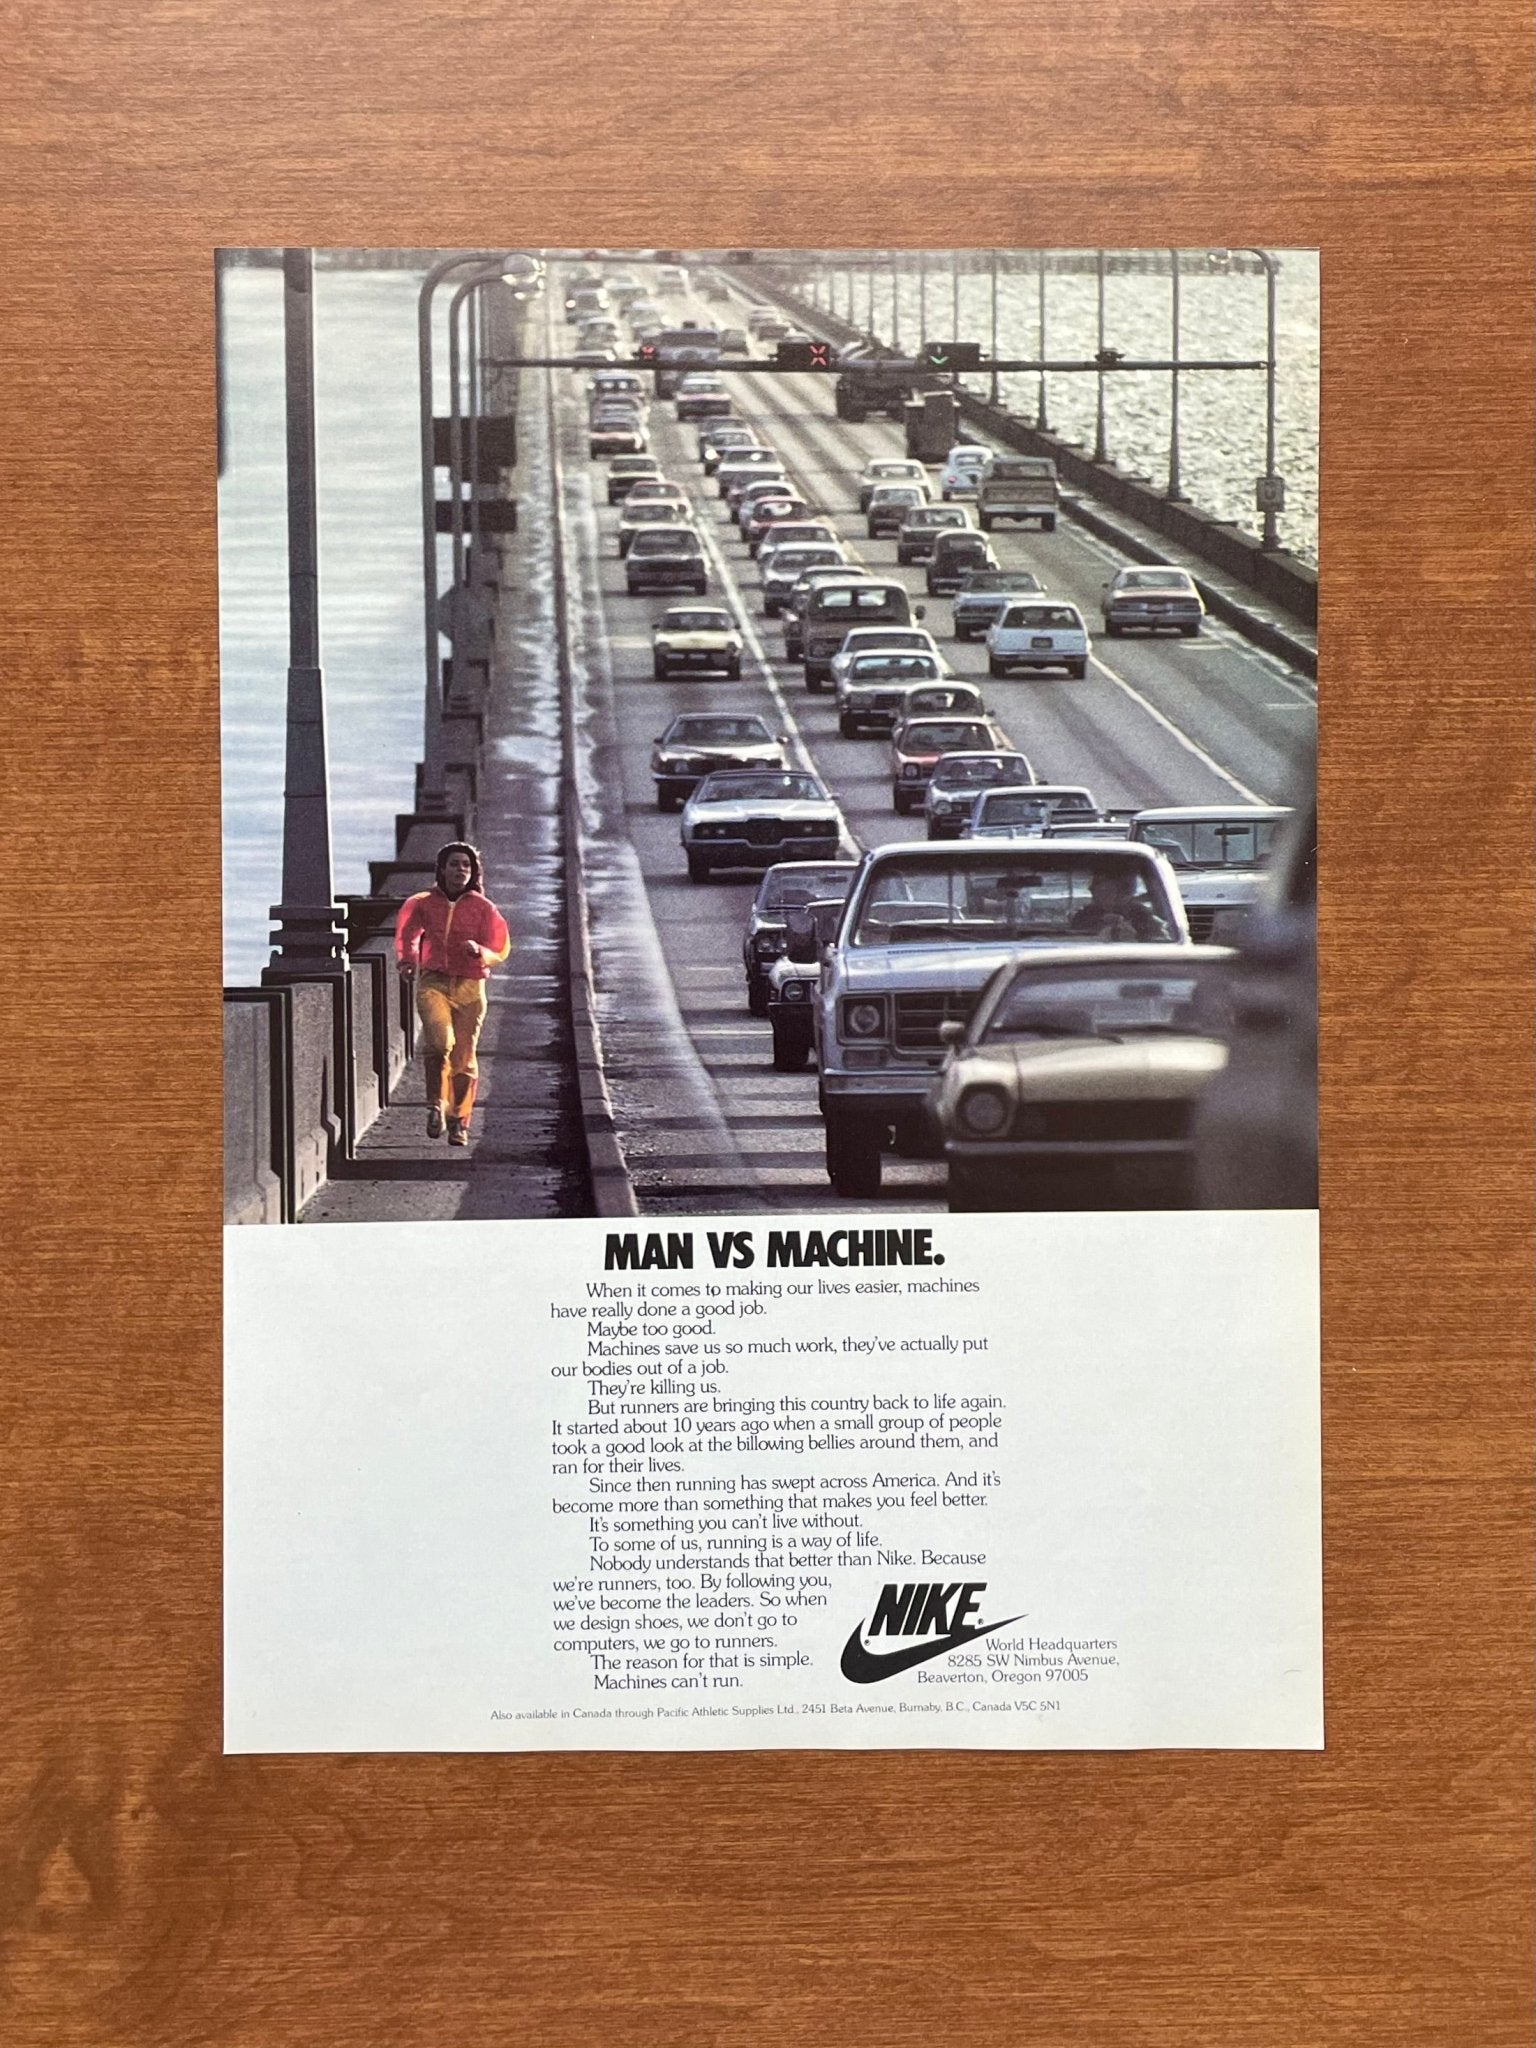 MAN VS MACHINE.
When it comes to making our lives easier, machines
have really done a good job.
Maybe too good.
Machines save us so much work, they've actually put
our bodies out of a job.
They're killing us.
But runners are bringing this country back to life again.
It started about 10 years ago when a small group of people
took a good look at the billowing bellies around them, and
ran for their lives.
Since then running has swept across America. And it's
become more than something that makes you feel better.
It's something you can't live without.
To some of us, running is a way of life.
Nobody understands that better than Nike. Because
we're runners, too. By following you,
we've become the leaders. So when
we design shoes, we don't go to
computers, we go to runners.
The reason for that is simple.
Machines can't run.
NIKE®
®
World Headquarters
8285 SW Nimbus Avenue,
Beaverton, Oregon 97005
Also available in Canada through Pacific Athletic Supplies Ltd., 2451 Beta Avenue, Burnaby, B.C., Canada V5C 5N1